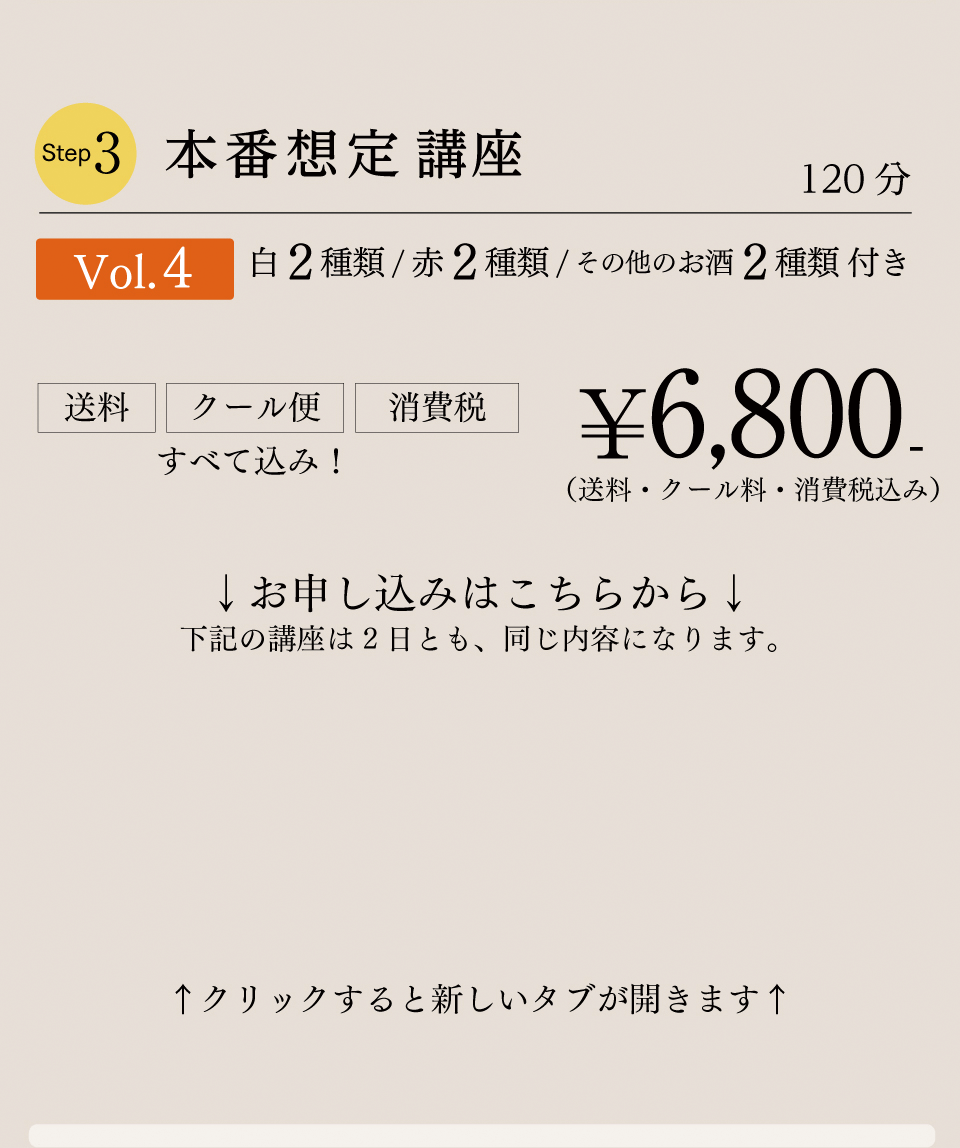 Step3 本番想定 講座
120 分
Vol.4 白 2 種類 / 赤 2 種類 / その他のお酒 2 種類 付き
送料 クール便 消費税
すべて込み！
¥6,800-
（送料・クール料・消費税込み）
↓お申し込みはこちらから↓
下記の講座は２日とも、同じ内容になります。
↑クリックすると新しいタブが開きます↑